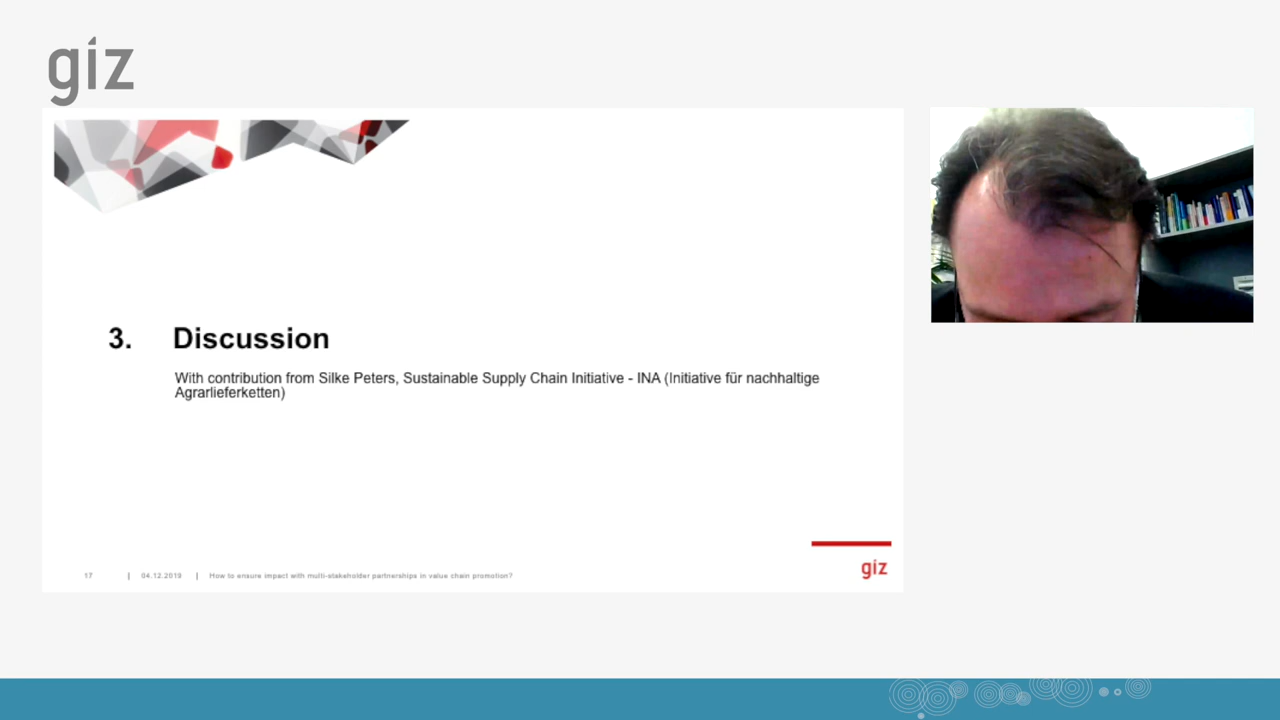 giz
3. Discussion
With contribution from Silke Peters, Sustainable Supply Chain Initiative - INA (Initiative für nachhaltige
Agrarlieferketten)
giz
17 | 04.12.2019 | How to ensure impact with multi-stakeholder partnerships in value chain promotion?